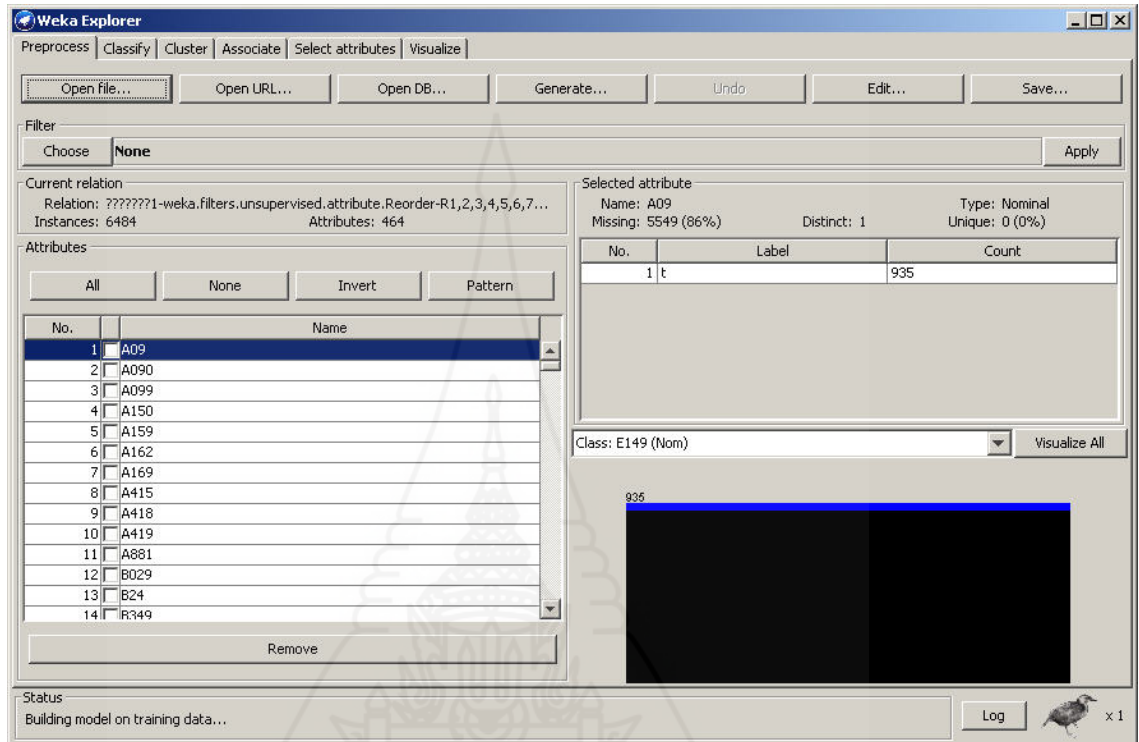 Weka Explorer
Preprocess Classify Cluster Associate Select attributes Visualize
Open file... Open URL... Open DB... Generate... Undo Edit... Save...
Filter
Choose None Apply
Current relation
Relation: ???????1-weka.filters.unsupervised.attribute.Reorder-R1,2,3,4,5,6,7...
Instances: 6484 Attributes: 464
Attributes
All None Invert Pattern
No. Name
1 A09
2 A090
3 A099
4 A150
5 A159
6 A162
7 A169
8 A415
9 A418
10 A419
11 A881
12 B029
13 B24
14 B349
Remove
Selected attribute
Name: A09 Type: Nominal
Missing: 5549 (86%) Distinct: 1 Unique: 0 (0%)
No. Label Count
1 t 935
Class: E149 (Nom) Visualize All
935
Status
Building model on training data... Log x 1